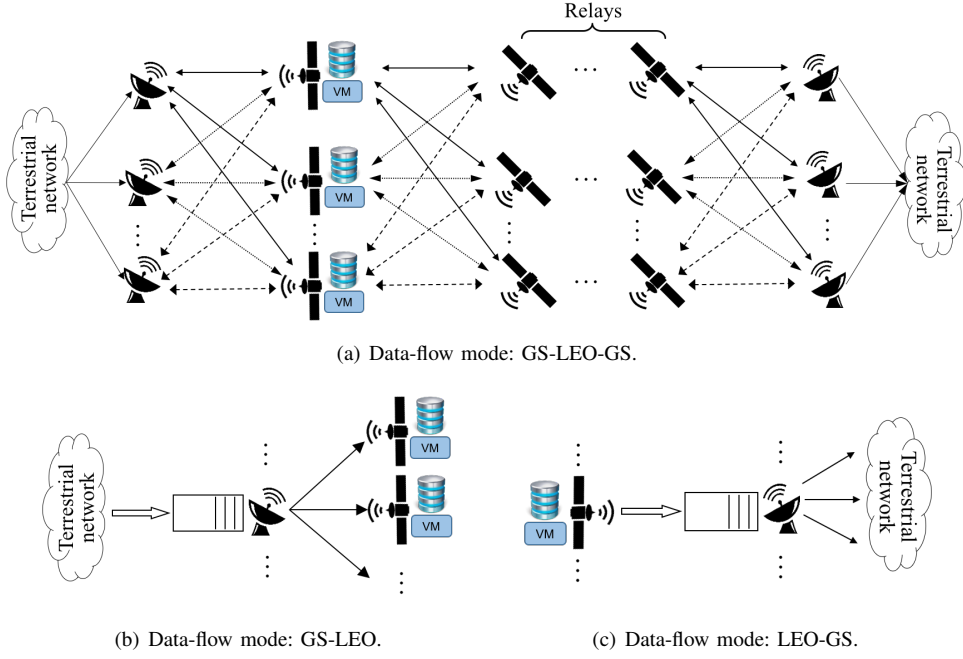 Relays
VM
VM
VM
Terrestrial
network
Terrestrial
network
(a) Data-flow mode: GS-LEO-GS.
Terrestrial
network
VM
VM
VM
Terrestrial
network
(b) Data-flow mode: GS-LEO.
(c) Data-flow mode: LEO-GS.